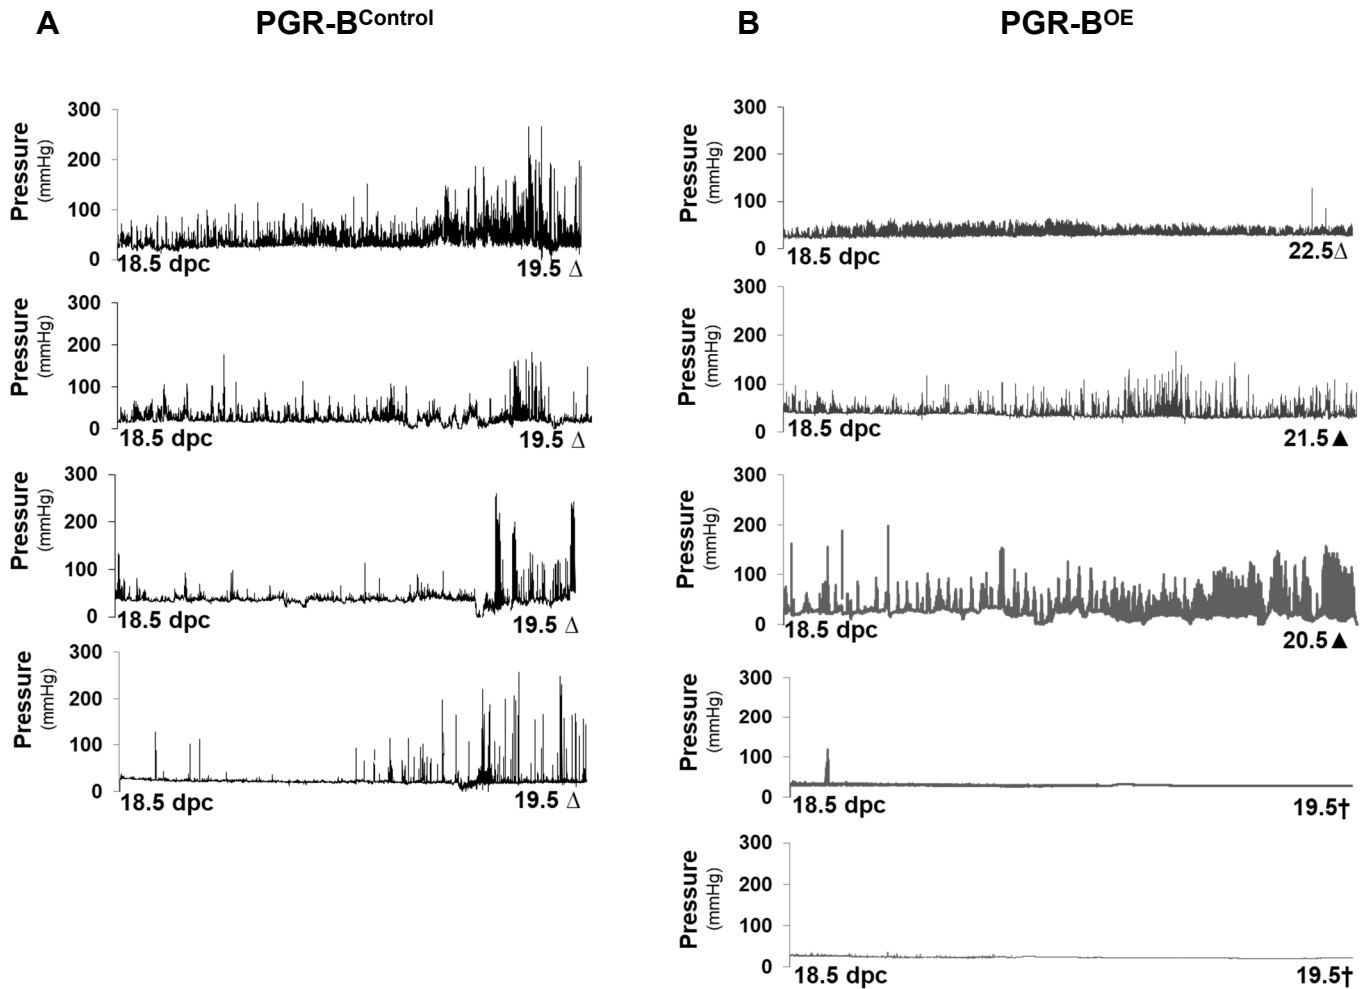 A PGR-BControl
300
200
100
0
Pressure
(mmHg)
18.5 dpc 19.5 Δ
300
200
100
0
Pressure
(mmHg)
18.5 dpc 19.5 Δ
300
200
100
0
Pressure
(mmHg)
18.5 dpc 19.5 Δ
300
200
100
0
Pressure
(mmHg)
18.5 dpc 19.5 Δ
B PGR-BOE
300
200
100
0
Pressure
(mmHg)
18.5 dpc 22.5Δ
300
200
100
0
Pressure
(mmHg)
18.5 dpc 21.5▲
300
200
100
0
Pressure
(mmHg)
18.5 dpc 20.5▲
300
200
100
0
Pressure
(mmHg)
18.5 dpc 19.5†
300
200
100
0
Pressure
(mmHg)
18.5 dpc 19.5†